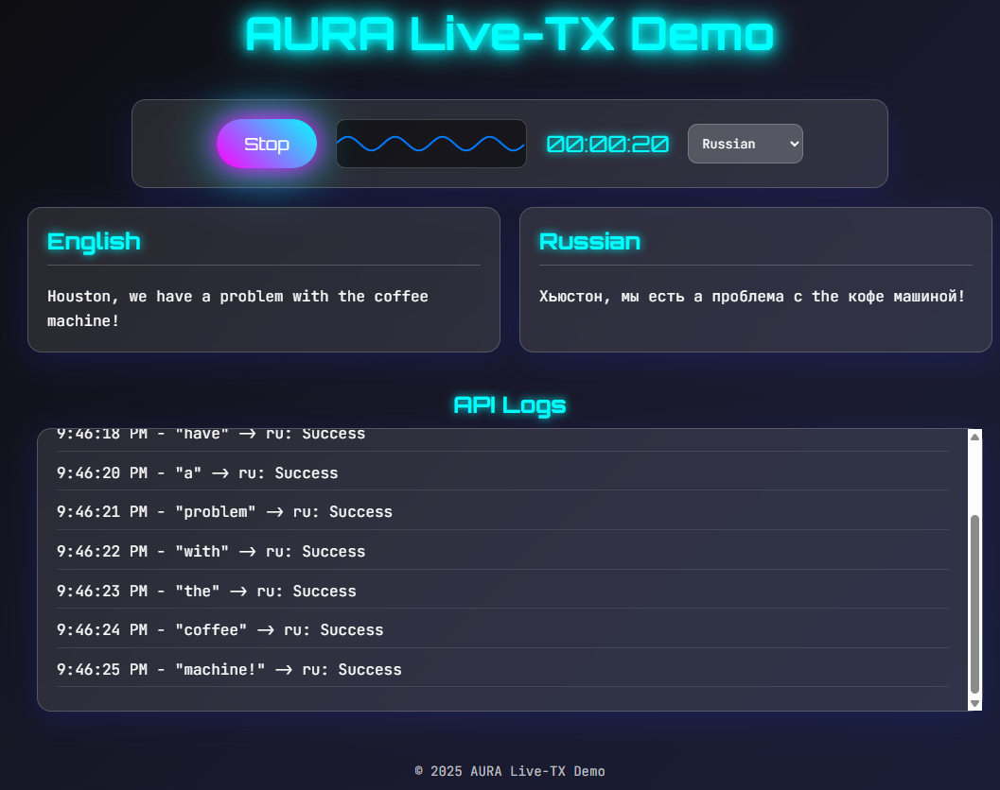 AURA Live-TX Demo
Stop
00:00:20
Russian
English
Houston, we have a problem with the coffee
machine!
Russian
Хьюстон, мы есть a проблема с the кофе машиной!
API Logs
9:46:18 PM - "have" -> ru: Success
9:46:20 PM - "a" -> ru: Success
9:46:21 PM - "problem" -> ru: Success
9:46:22 PM - "with" -> ru: Success
9:46:23 PM - "the" -> ru: Success
9:46:24 PM - "coffee" -> ru: Success
9:46:25 PM - "machine!" -> ru: Success
© 2025 AURA Live-TX Demo